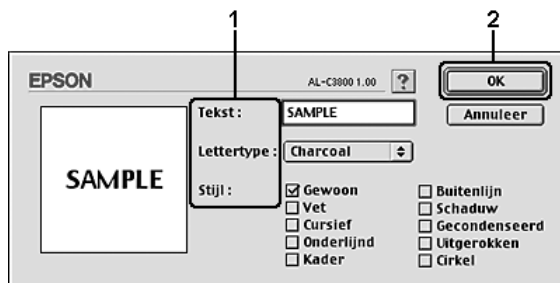 1
2
EPSON
AL-C3800 1.00 ?
OK
Tekst :
SAMPLE
Annuleer
Lettertype :
Charcoal
SAMPLE
Stijl :
Gewoon
Buitenlijn
Vet
Schaduw
Cursief
Gecondenseerd
Onderlijnd
Uitgerokken
Kader
Cirkel